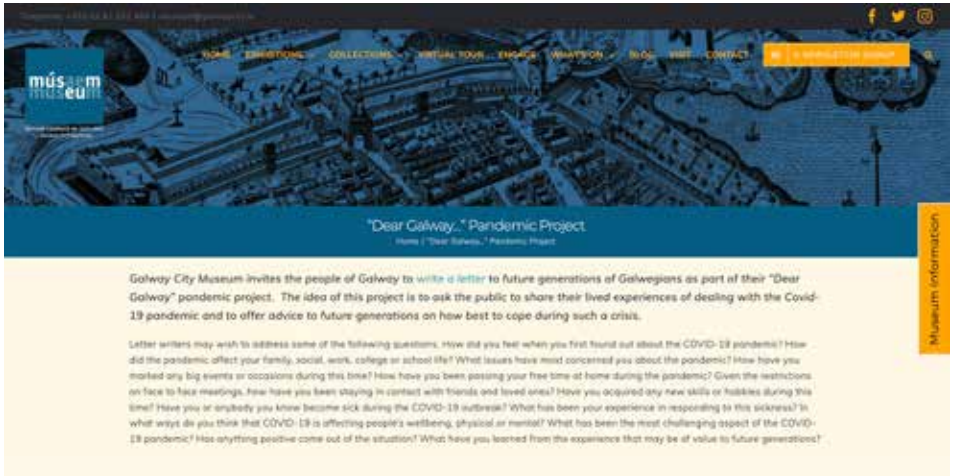 HOME EXHIBITIONS COLLECTIONS VIRTUAL TOUR ENGAGE WHAT'S ON BLOG VISIT CONTACT E-NEWSLETTER SIGNUP
músaem
museum
"Dear Galway..." Pandemic Project
Home | "Dear Galway..." Pandemic Project
Museum Information
Galway City Museum invites the people of Galway to write a letter to future generations of Galwegians as part of their "Dear
Galway" pandemic project. The idea of this project is to ask the public to share their lived experiences of dealing with the Covid-
19 pandemic and to offer advice to future generations on how best to cope during such a crisis.
Letter writers may wish to address some of the following questions. How did you feel when you first found out about the COVID-19 pandemic? How
did the pandemic affect your family, social, work, college or school life? What issues have most concerned you about the pandemic? How have you
marked any big events or occasions during this time? How have you been passing your free time at home during the pandemic? Given the restrictions
on face to face meetings, how have you been staying in contact with friends and loved ones? Have you acquired any new skills or hobbies during this
time? Have you or anybody you know become sick during the COVID-19 outbreak? What has been your experience in responding to this sickness? In
what ways do you think that COVID-19 is affecting people's wellbeing, physical or mental? What has been the most challenging aspect of the COVID-
19 pandemic? Has anything positive come out of the situation? What have you learned from the experience that may be of value to future generations?